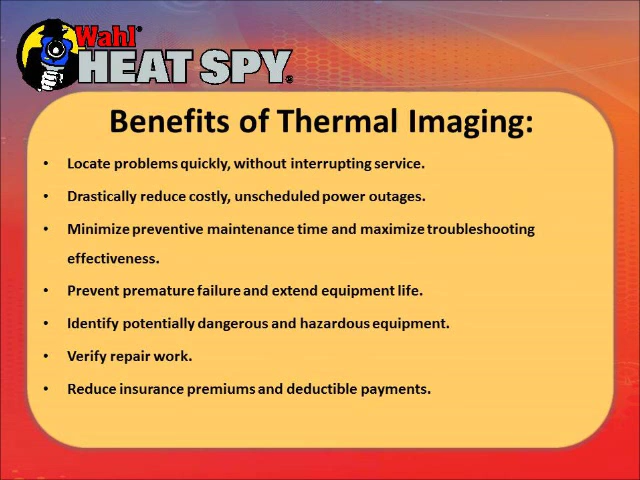 Wahl®
HEAT SPY®
Benefits of Thermal Imaging:
• Locate problems quickly, without interrupting service.
• Drastically reduce costly, unscheduled power outages.
• Minimize preventive maintenance time and maximize troubleshooting
effectiveness.
• Prevent premature failure and extend equipment life.
• Identify potentially dangerous and hazardous equipment.
• Verify repair work.
• Reduce insurance premiums and deductible payments.